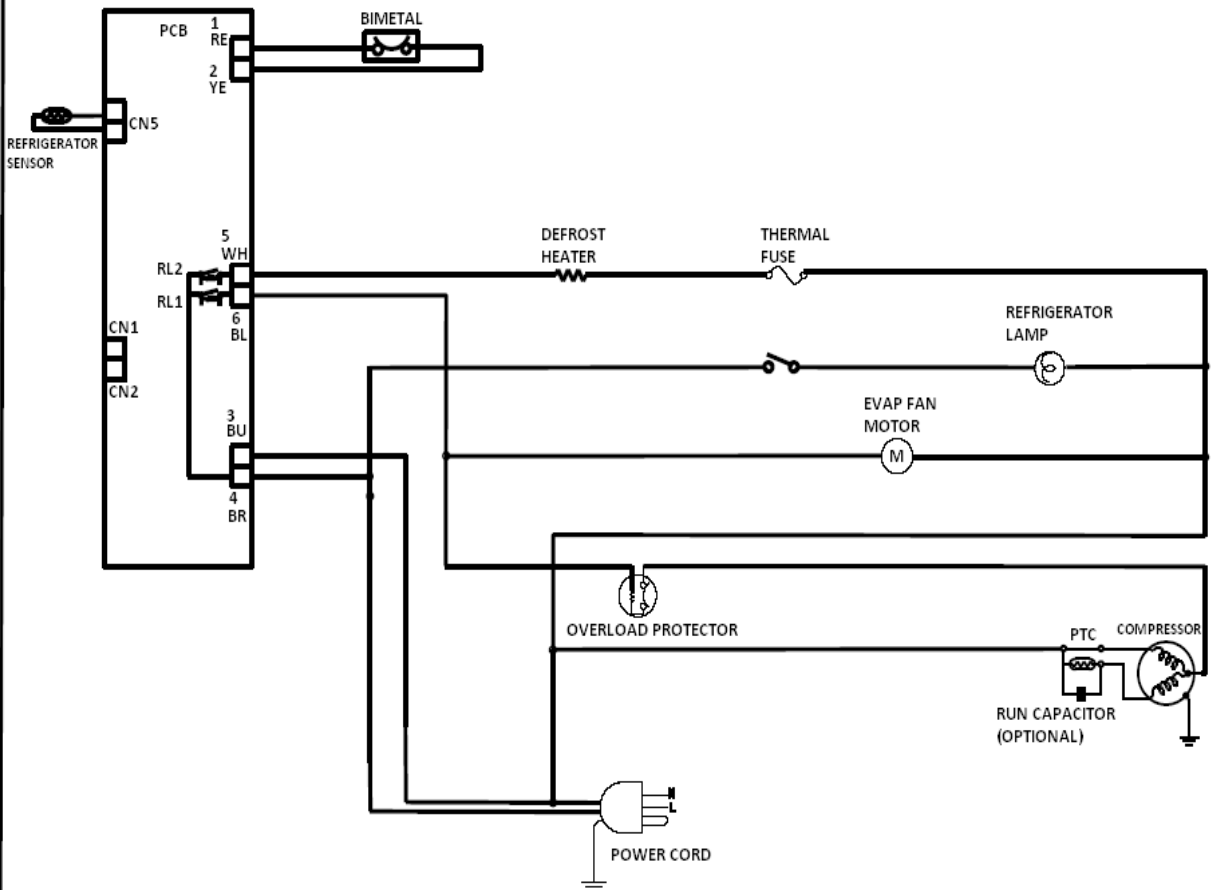 PCB
1
RE
BIMETAL
2
YE
CN5
REFRIGERATOR
SENSOR
5
WH
DEFROST
HEATER
THERMAL
FUSE
RL2
RL1
6
BL
REFRIGERATOR
LAMP
CN1
CN2
EVAP FAN
MOTOR
M
3
BU
4
BR
OVERLOAD PROTECTOR
PTC
COMPRESSOR
RUN CAPACITOR
(OPTIONAL)
N
L
POWER CORD